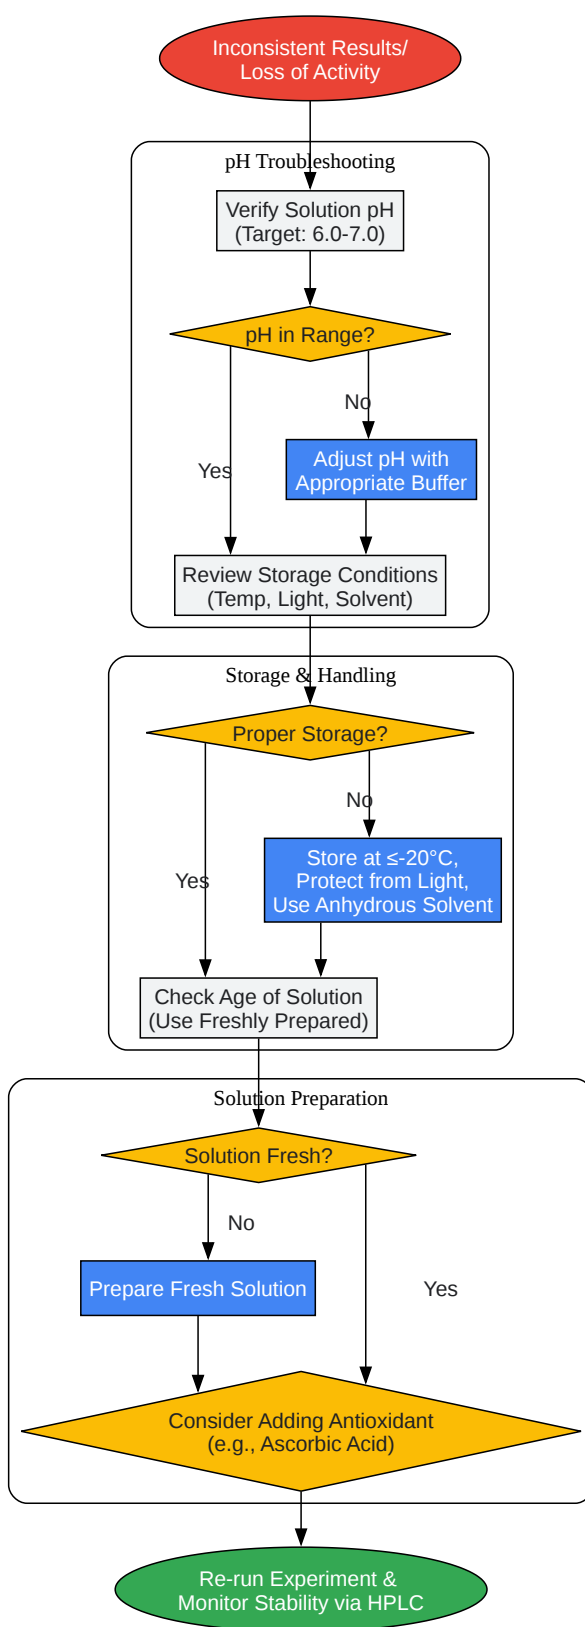 Inconsistent Results/
Loss of Activity
pH Troubleshooting
Verify Solution pH
(Target: 6.0-7.0)
pH in Range?
No
Adjust pH with
Appropriate Buffer
Yes
Review Storage Conditions
(Temp, Light, Solvent)
Storage & Handling
Proper Storage?
No
Store at ≤-20°C,
Protect from Light,
Use Anhydrous Solvent
Yes
Check Age of Solution
(Use Freshly Prepared)
Solution Preparation
Solution Fresh?
No
Prepare Fresh Solution
Yes
Consider Adding Antioxidant
(e.g., Ascorbic Acid)
Re-run Experiment &
Monitor Stability via HPLC